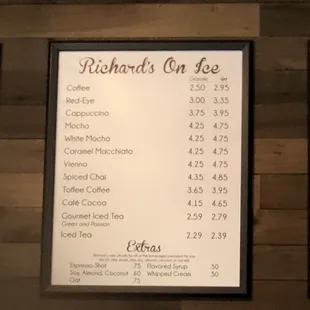 Richard's On Ice
Coffee 2.50 2.95
Red-Eye 3.00 3.35
Cappuccino 3.75 3.95
Mocha 4.25 4.75
White Mocha 4.25 4.75
Caramel Macchiato 4.25 4.75
Vienna 4.25 4.75
Spiced Chai 4.35 4.85
Toffee Coffee 3.65 3.95
Café Cocoa 4.15 4.65
Gourmet Iced Tea 2.59 2.79
Green and Passion
Iced Tea 2.29 2.39
Extras
Espresso Shot .75 Flavored Syrup .50
Soy, Almond, Coconut .60 Whipped Cream .50
Oat .75